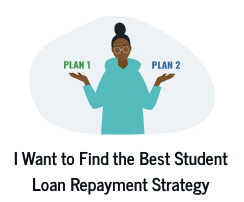 PLAN 1
PLAN 2
I Want to Find the Best Student
Loan Repayment Strategy